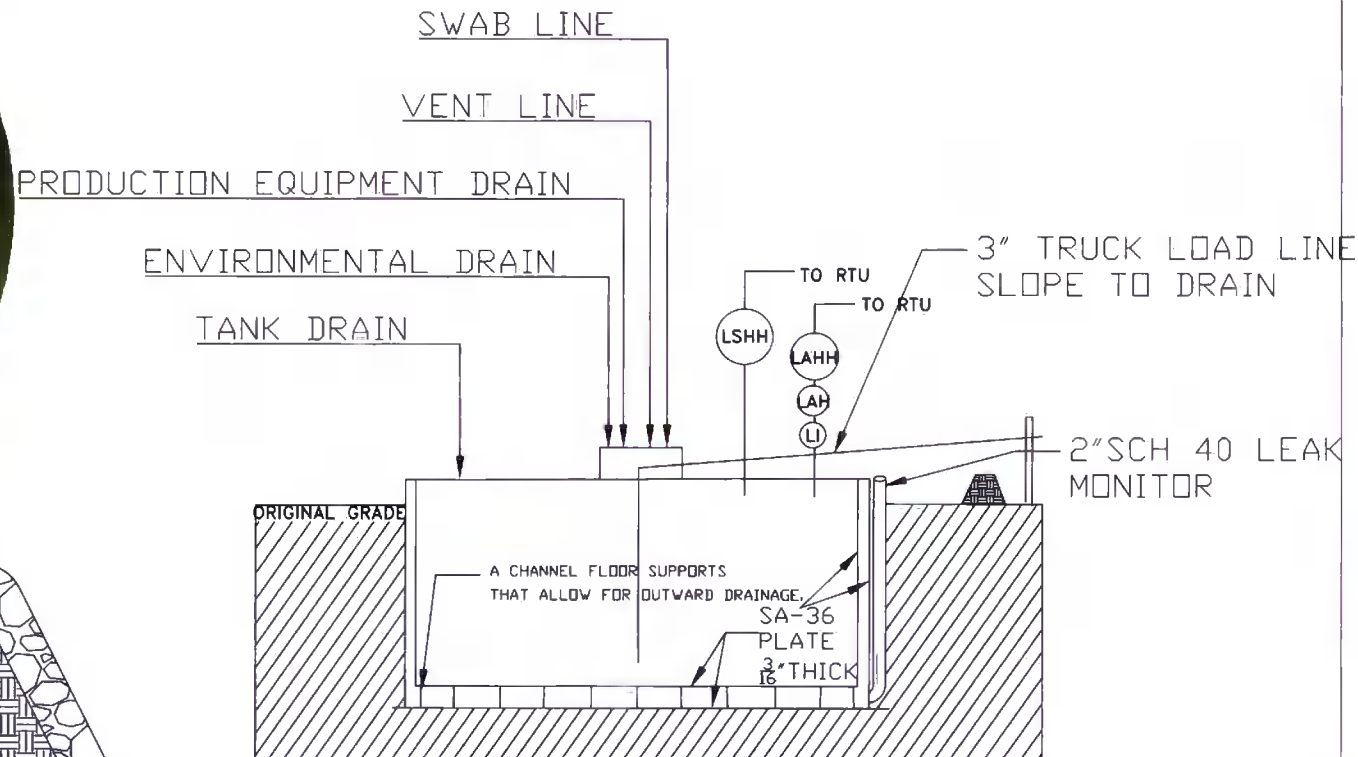 SWAB LINE
VENT LINE
PRODUCTION EQUIPMENT DRAIN
ENVIRONMENTAL DRAIN
TANK DRAIN
TO RTU
TO RTU
3" TRUCK LOAD LINE
SLOPE TO DRAIN
LSHH
LAHH
LAH
LI
2"SCH 40 LEAK
MONITOR
ORIGINAL GRADE
A CHANNEL FLOOR SUPPORTS
THAT ALLOW FOR OUTWARD DRAINAGE.
SA-36
PLATE
3/16" THICK